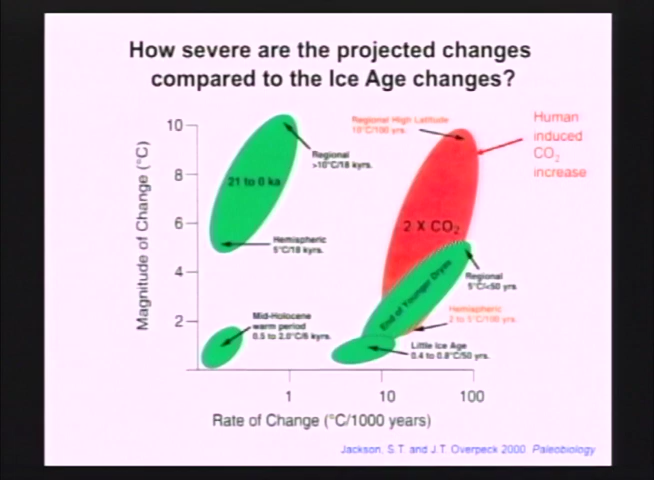 How severe are the projected changes
compared to the Ice Age changes?
Magnitude of Change (°C)
10
8
6
4
2
21 to 0 ka
Regional
>10°C/18 kyrs.
Hemispheric
5°C/18 kyrs.
Mid-Holocene
warm period
0.5 to 2.0°C/6 kyrs.
Regional High Latitude
10°C/100 yrs.
Human
induced
CO2
increase
2 X CO2
End of Younger Dryas
Regional
5°C/<50 yrs
Hemispheric
2 to 5°C/100 yrs.
Little Ice Age
0.4 to 0.8°C/50 yrs.
1
10
100
Rate of Change (°C/1000 years)
Jackson, S.T. and J.T. Overpeck 2000. Paleobiology